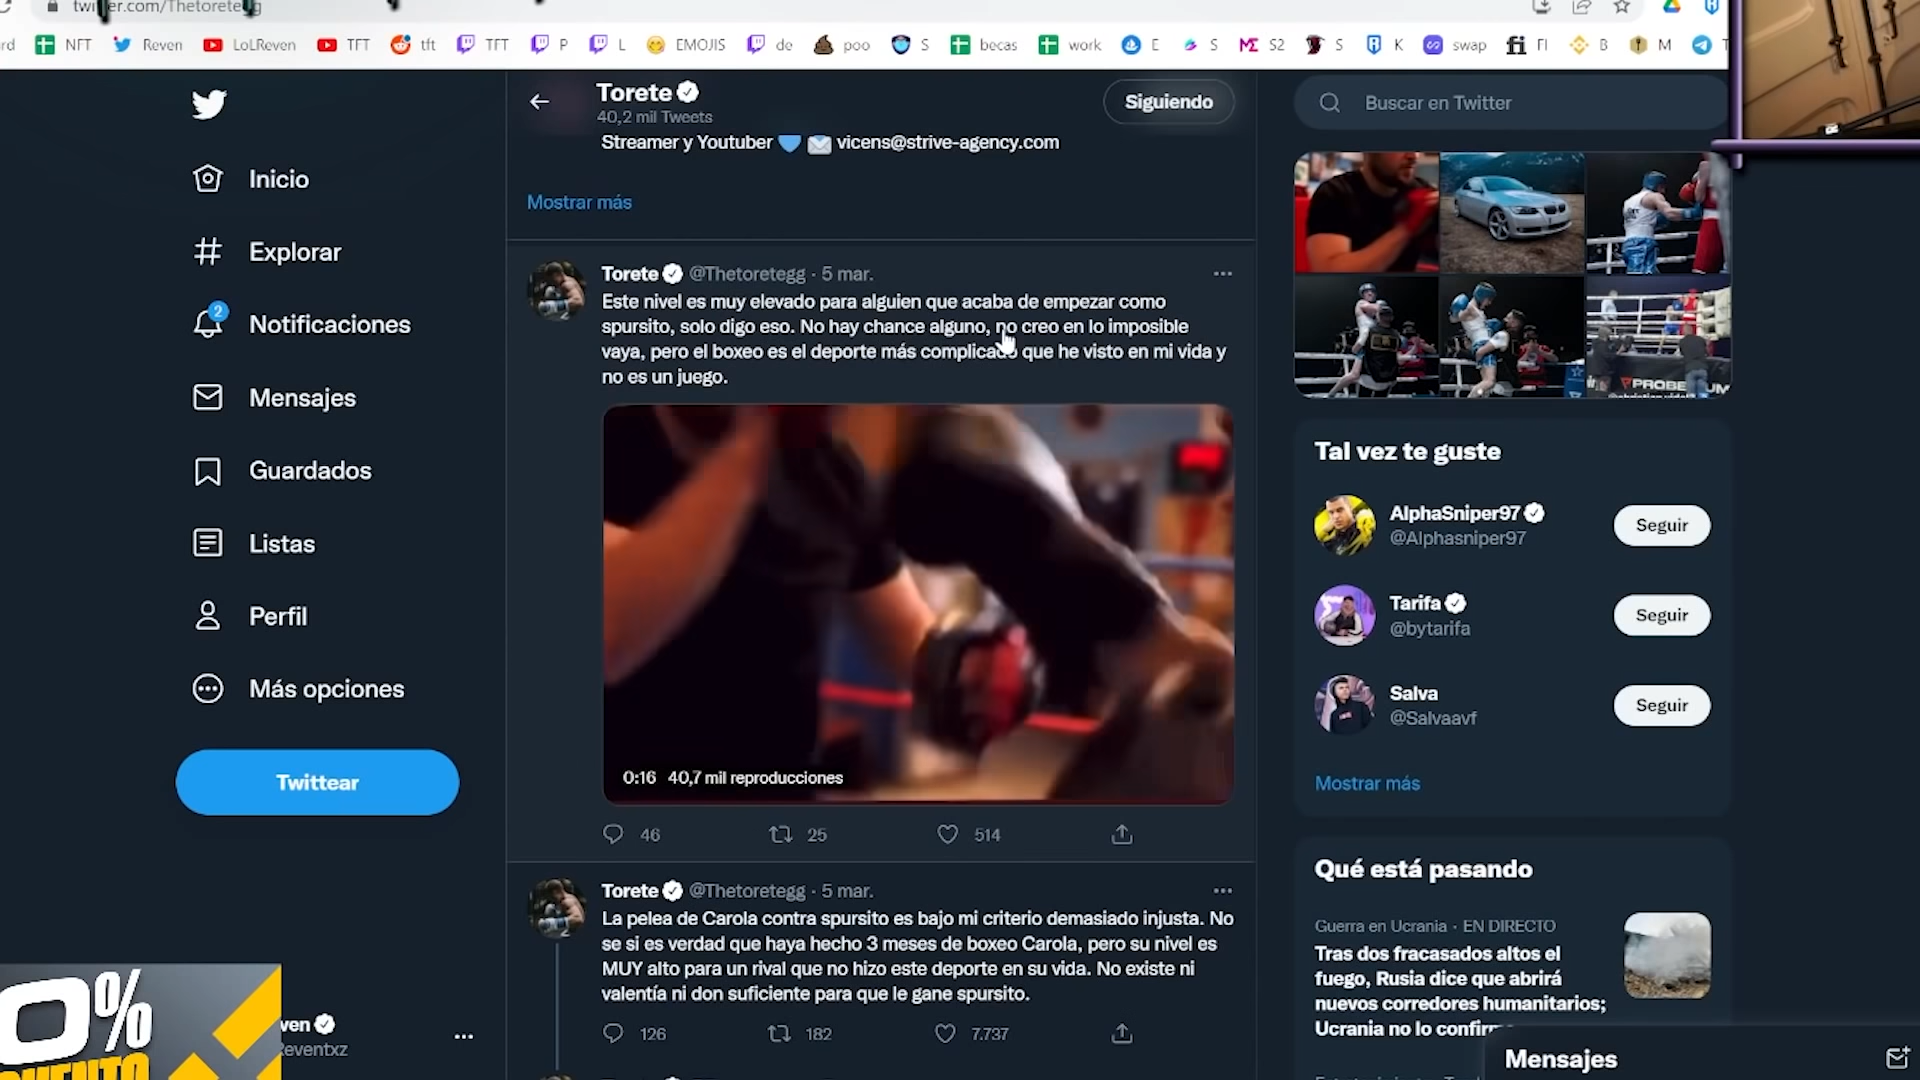 twitter.com/Thetoretegg
NFT Reven LoLReven TFT tft TFT P L EMOJIS de poo S becas work E S S2 S K swap FI B M
Torete
40,2 mil Tweets
Siguiendo
Streamer y Youtuber vicens@strive-agency.com
Mostrar más
Inicio
Explorar
2
Notificaciones
Mensajes
Guardados
Listas
Perfil
Más opciones
Twittear
Torete @Thetoretegg · 5 mar.
Este nivel es muy elevado para alguien que acaba de empezar como
spursito, solo digo eso. No hay chance alguno, no creo en lo imposible
vaya, pero el boxeo es el deporte más complicado que he visto en mi vida y
no es un juego.
0:16 40,7 mil reproducciones
46 25 514
Torete @Thetoretegg · 5 mar.
La pelea de Carola contra spursito es bajo mi criterio demasiado injusta. No
se si es verdad que haya hecho 3 meses de boxeo Carola, pero su nivel es
MUY alto para un rival que no hizo este deporte en su vida. No existe ni
valentía ni don suficiente para que le gane spursito.
126 182 7.737
Buscar en Twitter
Tal vez te guste
AlphaSniper97
@Alphasniper97
Seguir
Tarifa
@bytarifa
Seguir
Salva
@Salvaavf
Seguir
Mostrar más
Qué está pasando
Guerra en Ucrania · EN DIRECTO
Tras dos fracasados altos el
fuego, Rusia dice que abrirá
nuevos corredores humanitarios;
Ucrania no lo
Mensajes
0%